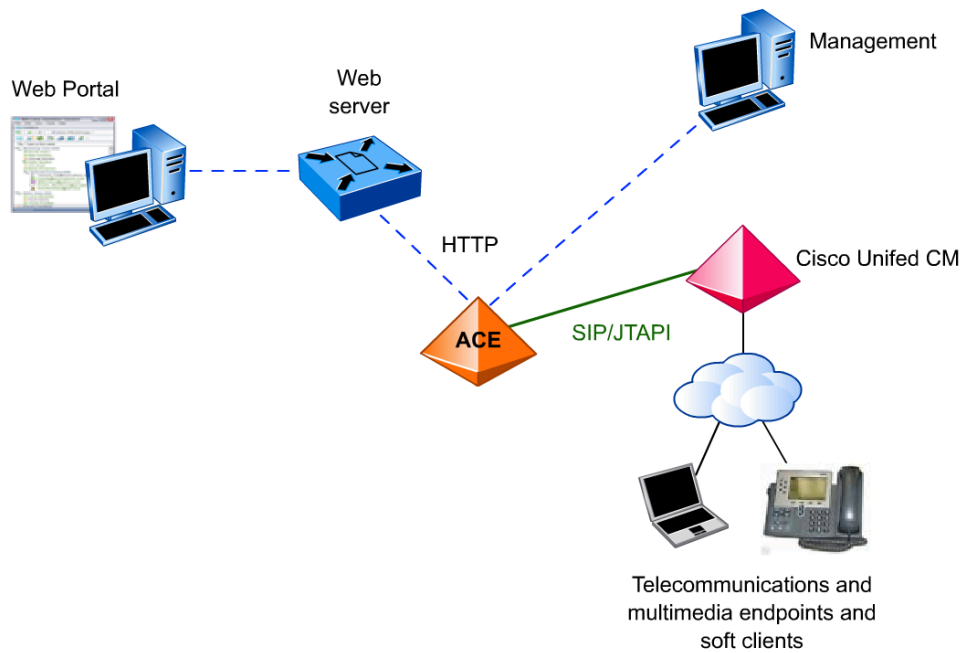 Management
Web
server
Web Portal
HTTP
Cisco Unifed CM
ACE
SIP/JTAPI
Telecommunications and
multimedia endpoints and
soft clients